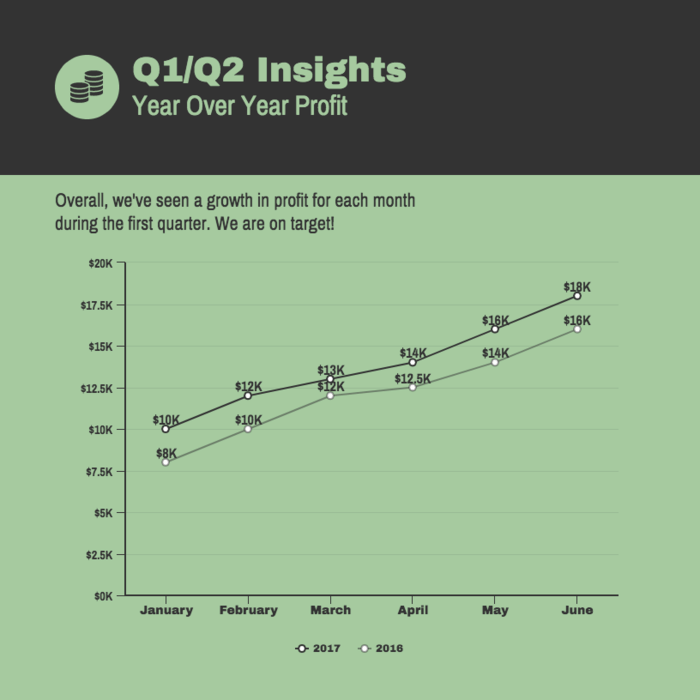 Q1/Q2 Insights
Year Over Year Profit
Overall, we've seen a growth in profit for each month
during the first quarter. We are on target!
$20K
$17.5K
$15K
$12.5K
$10K
$7.5K
$5K
$2.5K
$0K
$10K
$12K
$13K
$14K
$16K
$18K
$8K
$10K
$12K
$12.5K
$14K
$16K
January February March April May June
2017 2016